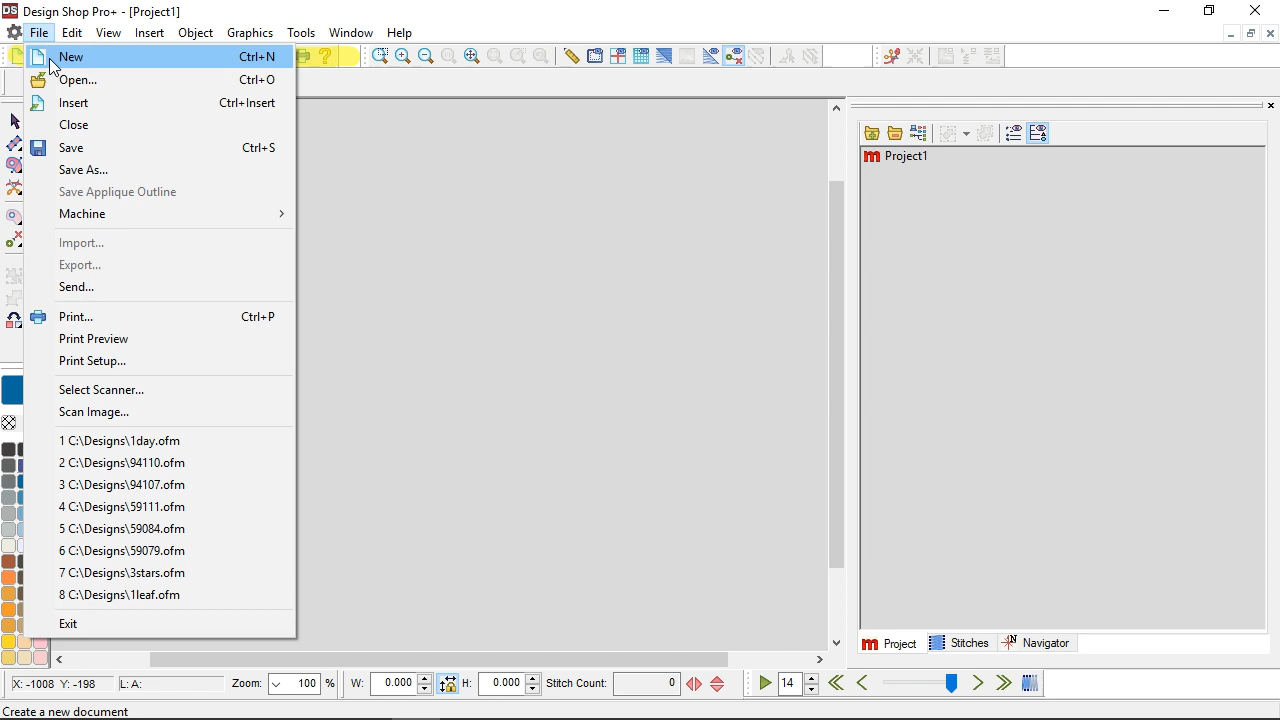 DS Design Shop Pro+ - [Project1]
File Edit View Insert Object Graphics Tools Window Help
New Ctrl+N
Open... Ctrl+O
Insert Ctrl+Insert
Close
Save Ctrl+S
Save As...
Save Applique Outline
Machine
Import...
Export...
Send...
Print... Ctrl+P
Print Preview
Print Setup...
Select Scanner...
Scan Image...
1 C:\Designs\1day.ofm
2 C:\Designs\94110.ofm
3 C:\Designs\94107.ofm
4 C:\Designs\59111.ofm
5 C:\Designs\59084.ofm
6 C:\Designs\59079.ofm
7 C:\Designs\3stars.ofm
8 C:\Designs\1leaf.ofm
Exit
m Project1
m Project Stitches N Navigator
X: -1008 Y: -198 L: A: Zoom: 100 % W: 0.000 H: 0.000 Stitch Count: 0 14
Create a new document